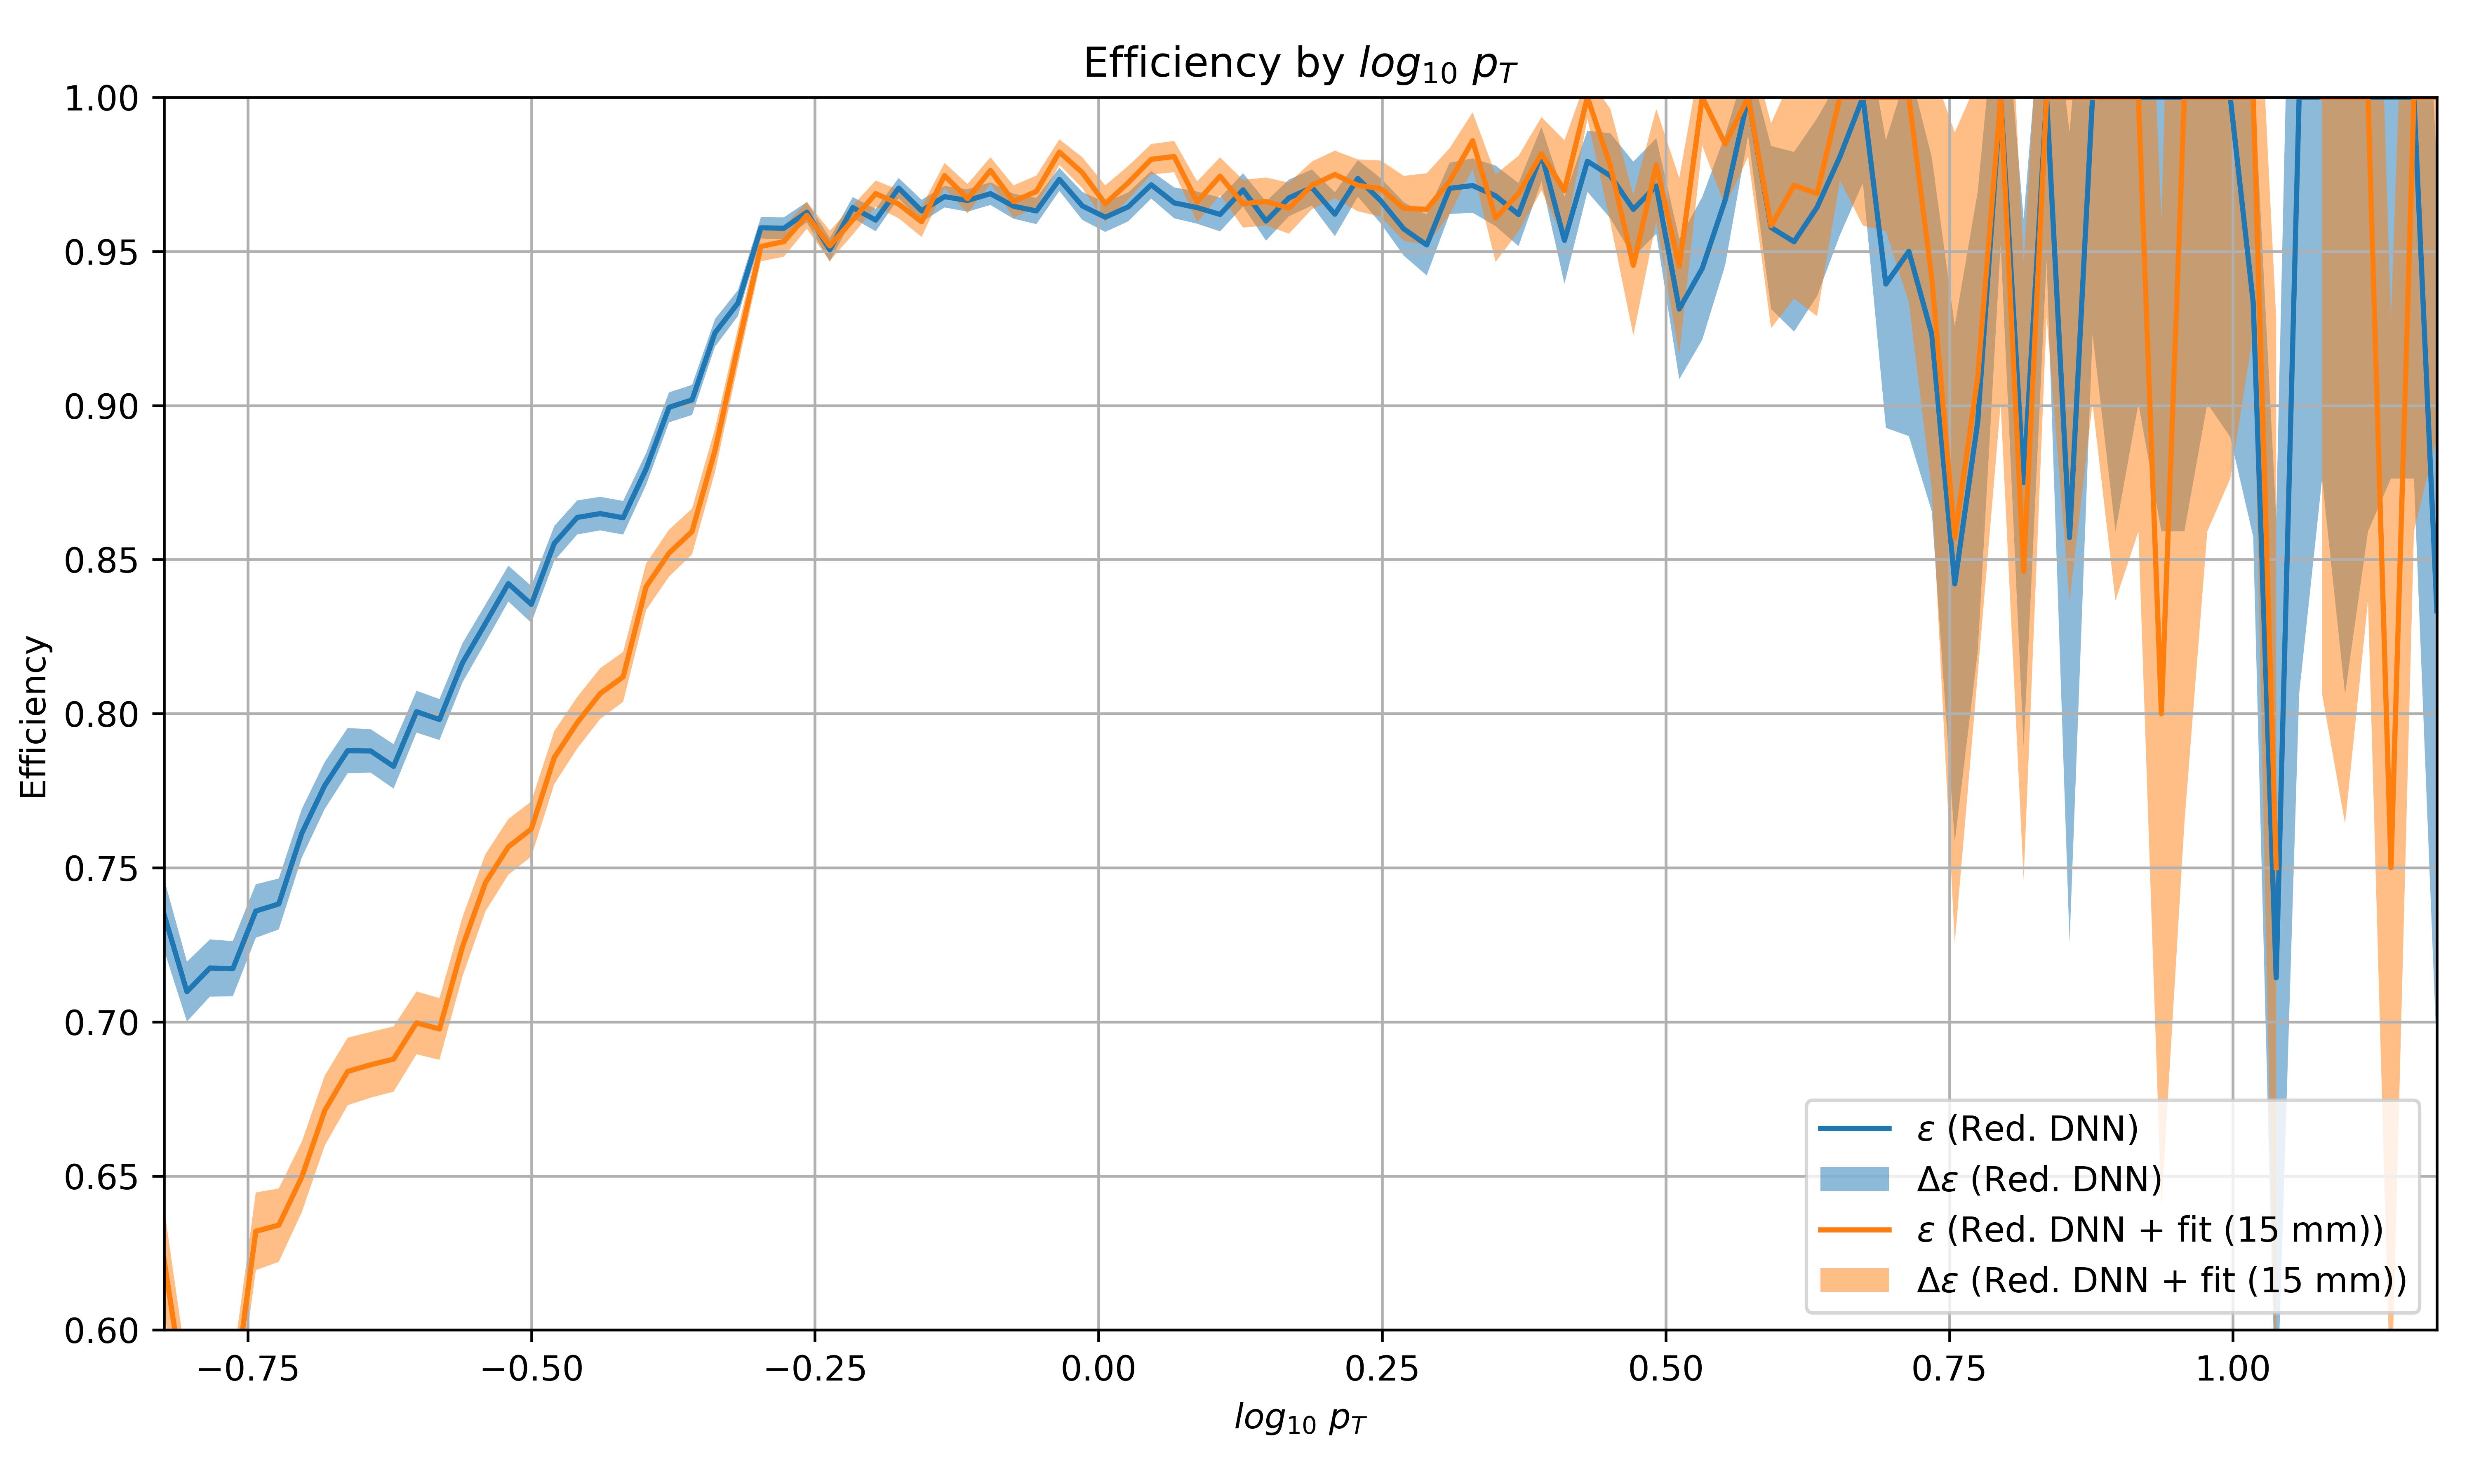 Efficiency by log₁₀ p_T
1.00
0.95
0.90
0.85
0.80
0.75
0.70
0.65
0.60
Efficiency
ε (Red. DNN)
Δε (Red. DNN)
ε (Red. DNN + fit (15 mm))
Δε (Red. DNN + fit (15 mm))
−0.75 −0.50 −0.25 0.00 0.25 0.50 0.75 1.00
log₁₀ p_T